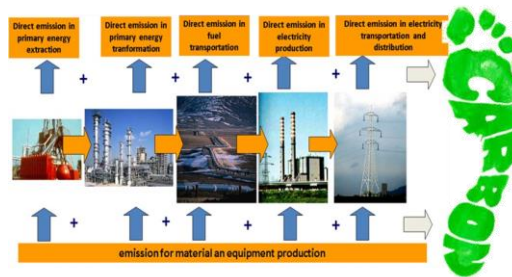 Direct emission in
primary energy
extraction
Direct emission in
primary energy
tranformation
Direct emission in
fuel
transportation
Direct emission in
electricity
production
Direct emission in electricity
transportation and
distribution
+ + + +
+ + + +
emission for material an equipment production
CARBON